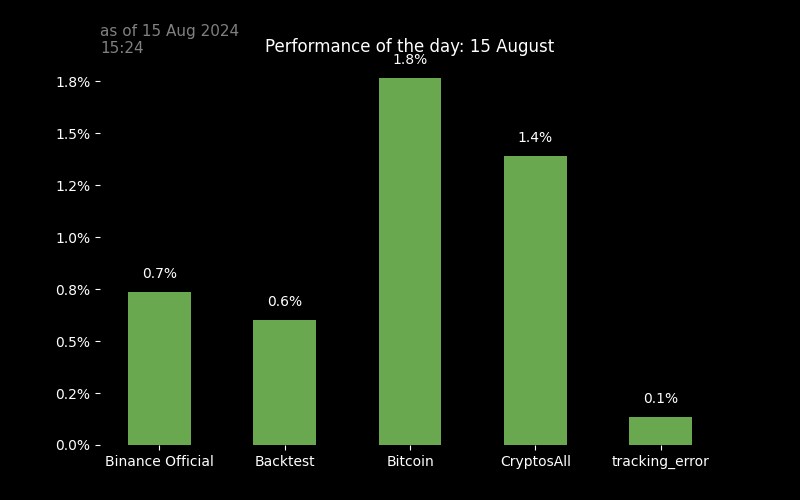 as of 15 Aug 2024
15:24
Performance of the day: 15 August
1.8%
1.8%
1.5%
1.4%
1.2%
1.0%
0.8%
0.7%
0.6%
0.5%
0.2%
0.1%
0.0%
Binance Official
Backtest
Bitcoin
CryptosAll
tracking_error